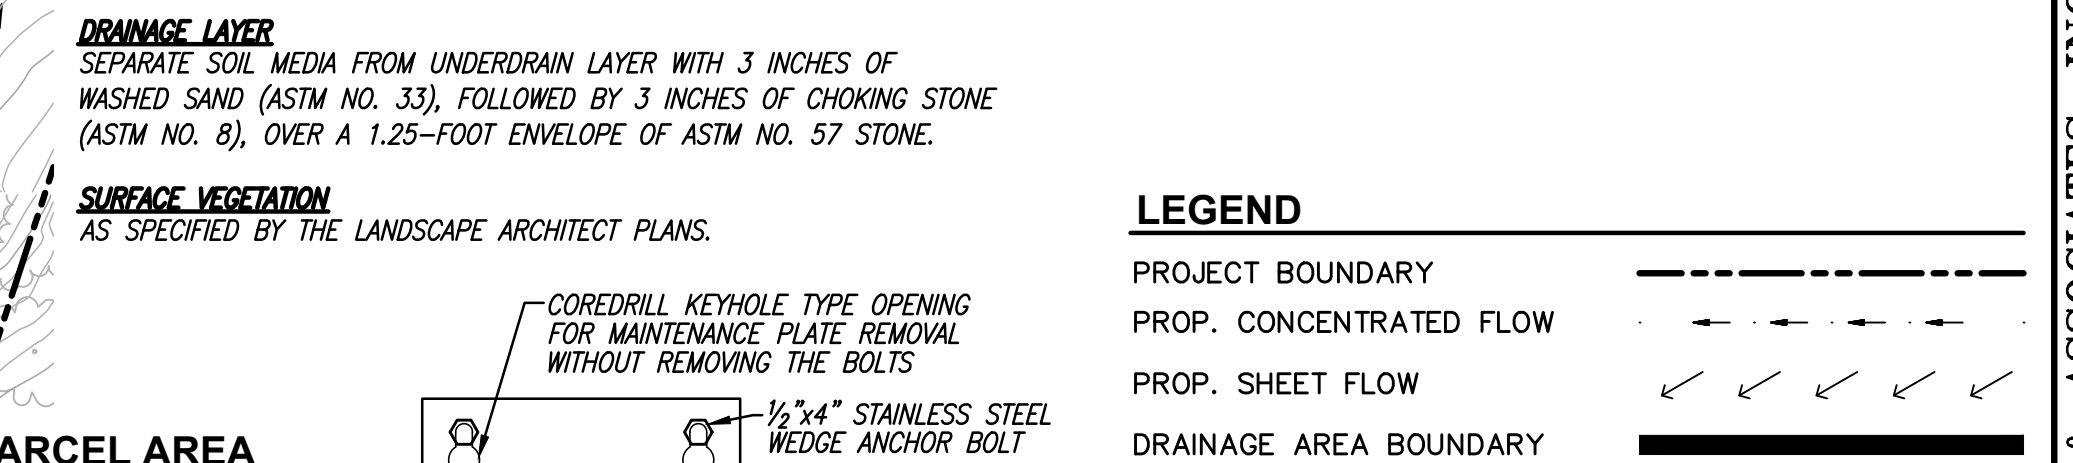 DRAINAGE LAYER
SEPARATE SOIL MEDIA FROM UNDERDRAIN LAYER WITH 3 INCHES OF
WASHED SAND (ASTM NO. 33), FOLLOWED BY 3 INCHES OF CHOKING STONE
(ASTM NO. 8), OVER A 1.25-FOOT ENVELOPE OF ASTM NO. 57 STONE.
SURFACE VEGETATION
AS SPECIFIED BY THE LANDSCAPE ARCHITECT PLANS.
COREDRILL KEYHOLE TYPE OPENING
FOR MAINTENANCE PLATE REMOVAL
WITHOUT REMOVING THE BOLTS
1/2"x4" STAINLESS STEEL
WEDGE ANCHOR BOLT
ARCEL AREA
LEGEND
PROJECT BOUNDARY
PROP. CONCENTRATED FLOW
PROP. SHEET FLOW
DRAINAGE AREA BOUNDARY